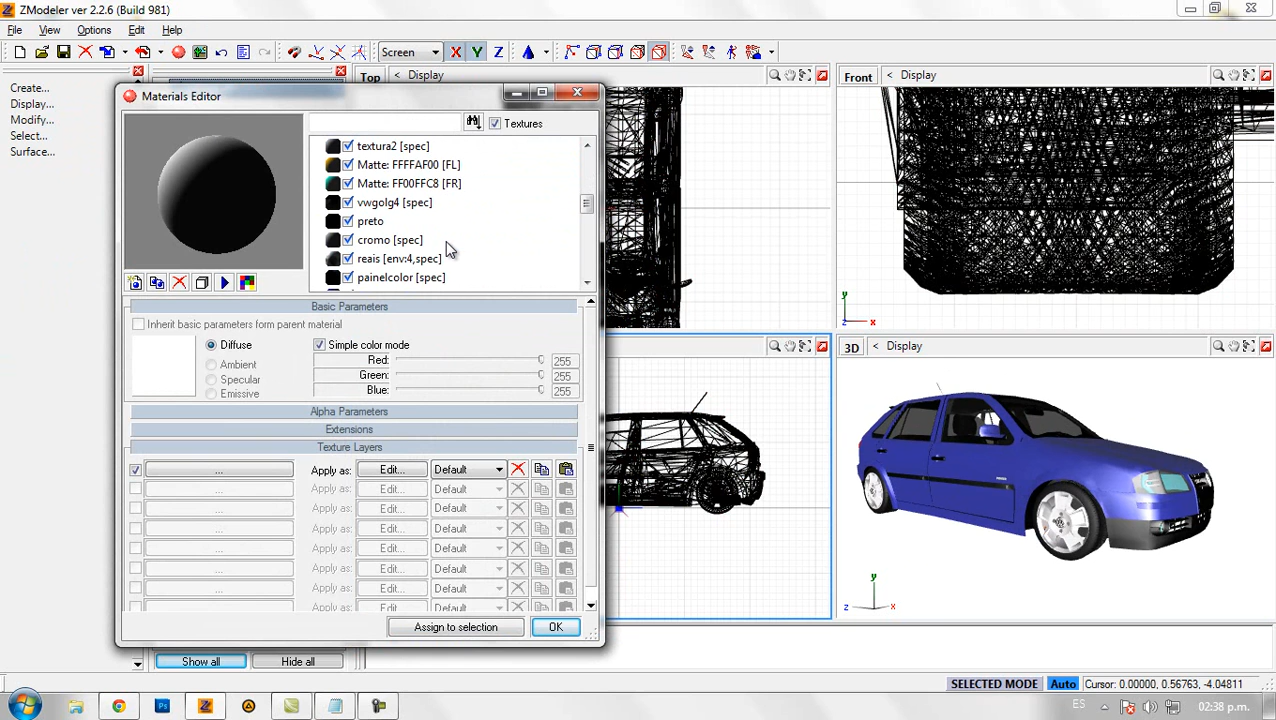 ZModeler ver 2.2.6 (Build 981)
File View Options Edit Help
Screen X Y Z
Create...
Display...
Modify...
Select...
Surface...
Top < Display
Front < Display
Materials Editor
Textures
textura2 [spec]
Matte: FFFFAF00 [FL]
Matte: FF00FFC8 [FR]
vwgolg4 [spec]
preto
cromo [spec]
reais [env:4,spec]
painelcolor [spec]
Basic Parameters
Inherit basic parameters form parent material
Diffuse
Simple color mode
Ambient
Specular
Emissive
Red: 255
Green: 255
Blue: 255
Alpha Parameters
Extensions
Texture Layers
... Apply as: Edit... Default
... Apply as: Edit... Default
... Apply as: Edit... Default
... Apply as: Edit... Default
... Apply as: Edit... Default
... Apply as: Edit... Default
... Apply as: Edit... Default
... Apply as: Edit... Default
Assign to selection OK
3D < Display
y
z x
y
z x
Show all Hide all
SELECTED MODE Auto Cursor: 0.00000, 0.56763, -4.04811
ES 02:38 p.m.